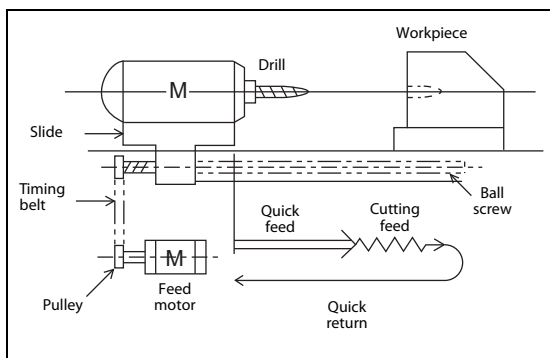 Workpiece
Drill
M
Slide
Timing
belt
Ball
screw
Quick
feed
Cutting
feed
M
Pulley
Feed
motor
Quick
return